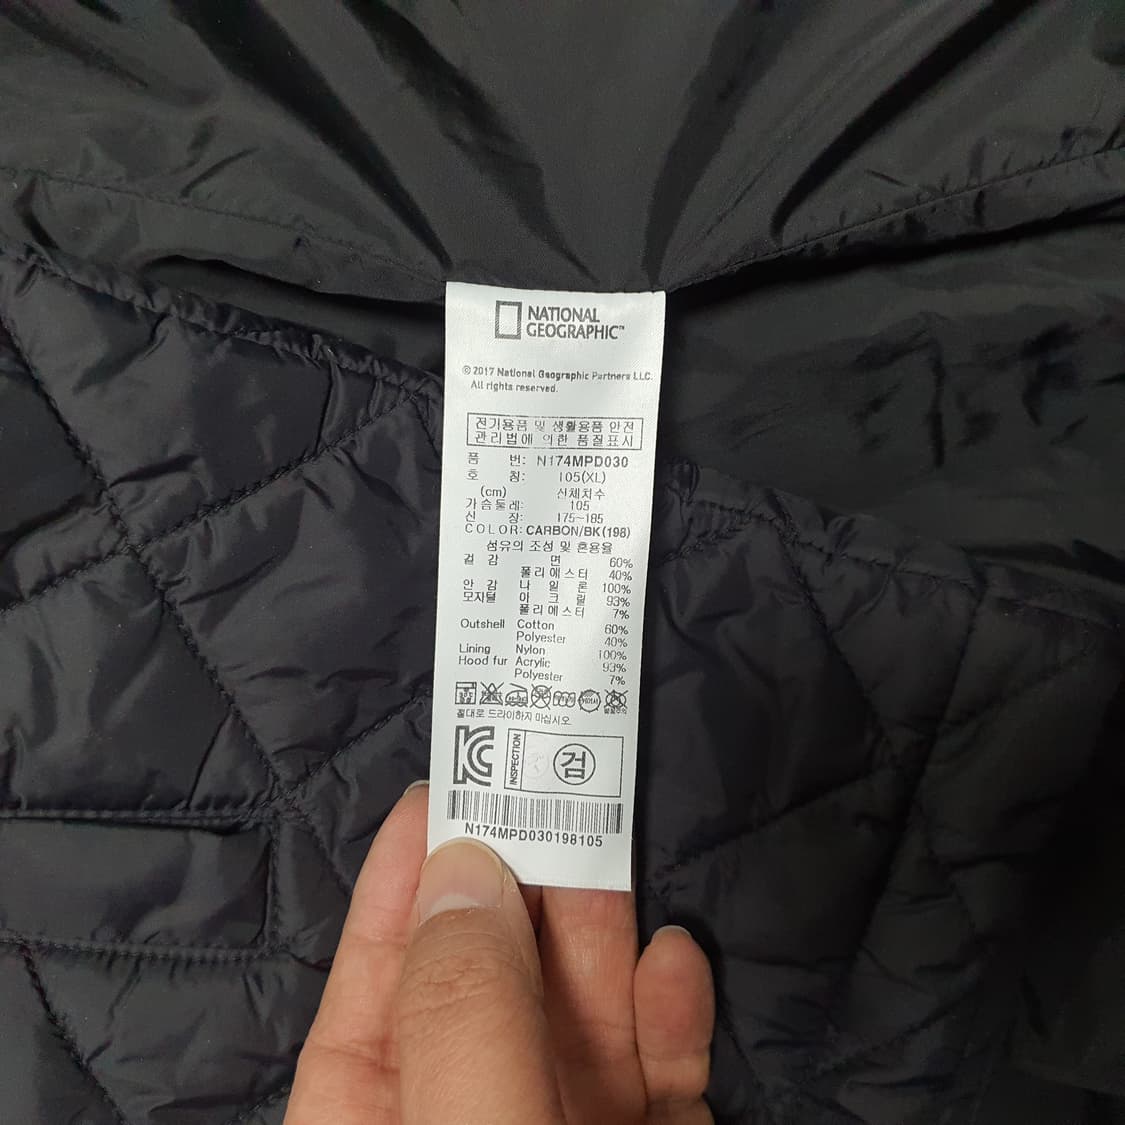 NATIONAL
GEOGRAPHIC™
© 2017 National Geographic Partners LLC.
All rights reserved.
전기용품 및 생활용품 안전
관리법에 의한 품질표시
품 번: N174MPD030
호 칭: 105(XL)
(cm) 신체치수
가슴둘레: 105
신 장: 175~185
COLOR: CARBON/BK(198)
섬유의 조성 및 혼용율
겉 감 면 60%
폴리에스터 40%
안 감 나 일 론 100%
모자털 아 크 릴 93%
폴리에스터 7%
Outshell Cotton 60%
Polyester 40%
Lining Nylon 100%
Hood fur Acrylic 93%
Polyester 7%
절대로 드라이하지 마십시오
KC
INSPECTION
검
N174MPD030198105